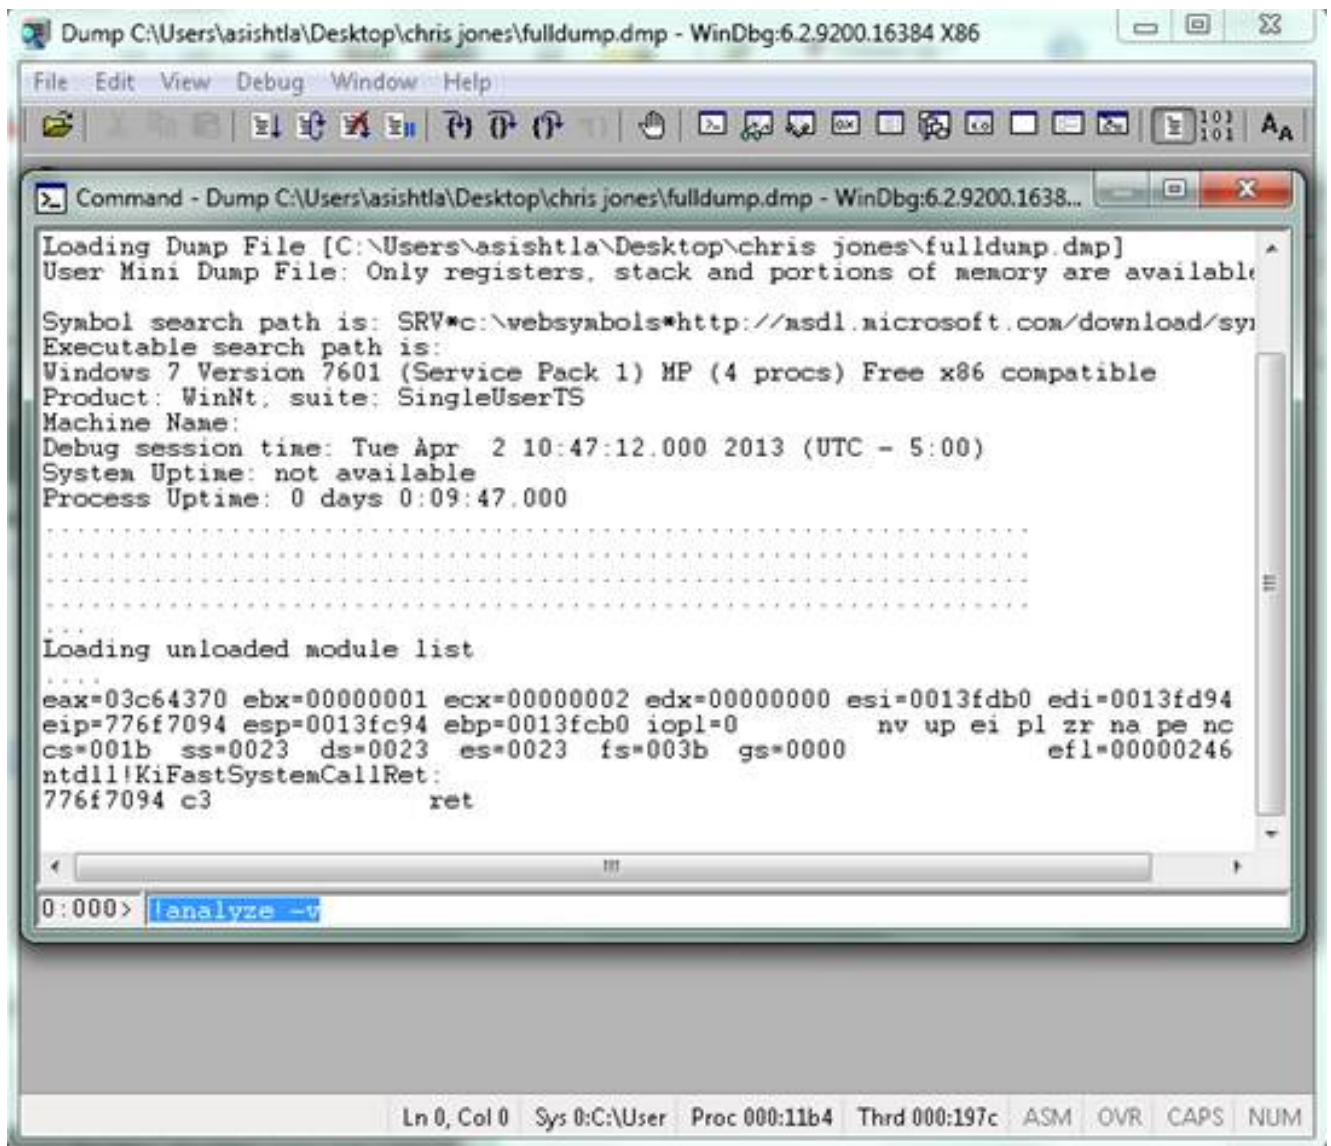 Dump C:\Users\asishtla\Desktop\chris jones\fulldump.dmp - WinDbg:6.2.9200.16384 X86
File Edit View Debug Window Help
101
101
AA
Command - Dump C:\Users\asishtla\Desktop\chris jones\fulldump.dmp - WinDbg:6.2.9200.1638...
Loading Dump File [C:\Users\asishtla\Desktop\chris jones\fulldump.dmp]
User Mini Dump File: Only registers, stack and portions of memory are available
Symbol search path is: SRV*c:\websymbols*http://msdl.microsoft.com/download/sy
Executable search path is:
Windows 7 Version 7601 (Service Pack 1) MP (4 procs) Free x86 compatible
Product: WinNt, suite: SingleUserTS
Machine Name:
Debug session time: Tue Apr  2 10:47:12.000 2013 (UTC - 5:00)
System Uptime: not available
Process Uptime: 0 days 0:09:47.000
................................................................
................................................................
................................................................
................................................................
...
Loading unloaded module list
....
eax=03c64370 ebx=00000001 ecx=00000002 edx=00000000 esi=0013fdb0 edi=0013fd94
eip=776f7094 esp=0013fc94 ebp=0013fcb0 iopl=0         nv up ei pl zr na pe nc
cs=001b  ss=0023  ds=0023  es=0023  fs=003b  gs=0000             efl=00000246
ntdll!KiFastSystemCallRet:
776f7094 c3              ret
0:000> !analyze -v
Ln 0, Col 0 Sys 0:C:\User Proc 000:11b4 Thrd 000:197c ASM OVR CAPS NUM